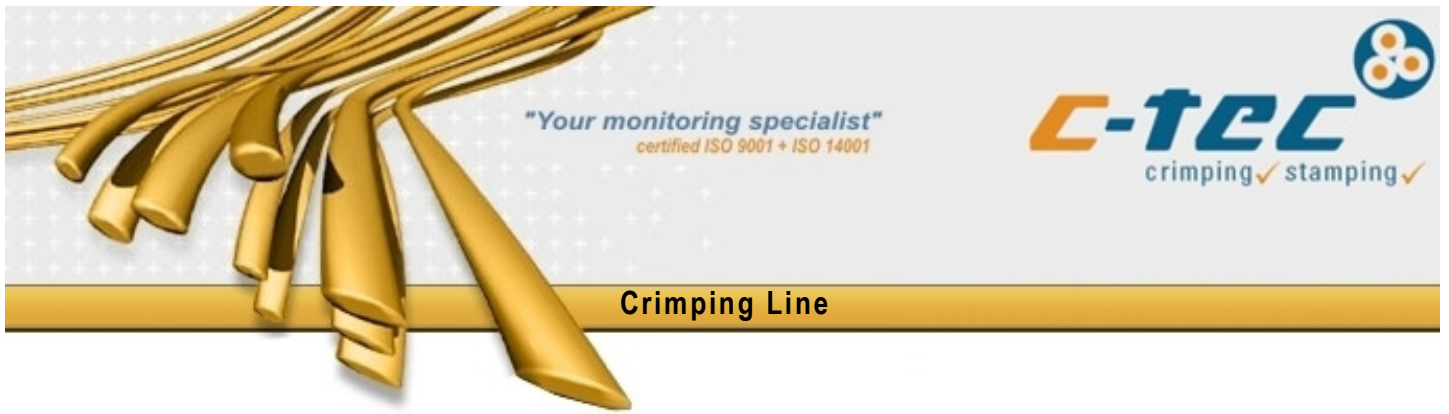 "Your monitoring specialist"
certified ISO 9001 + ISO 14001
c-tec
crimping✓ stamping✓
Crimping Line